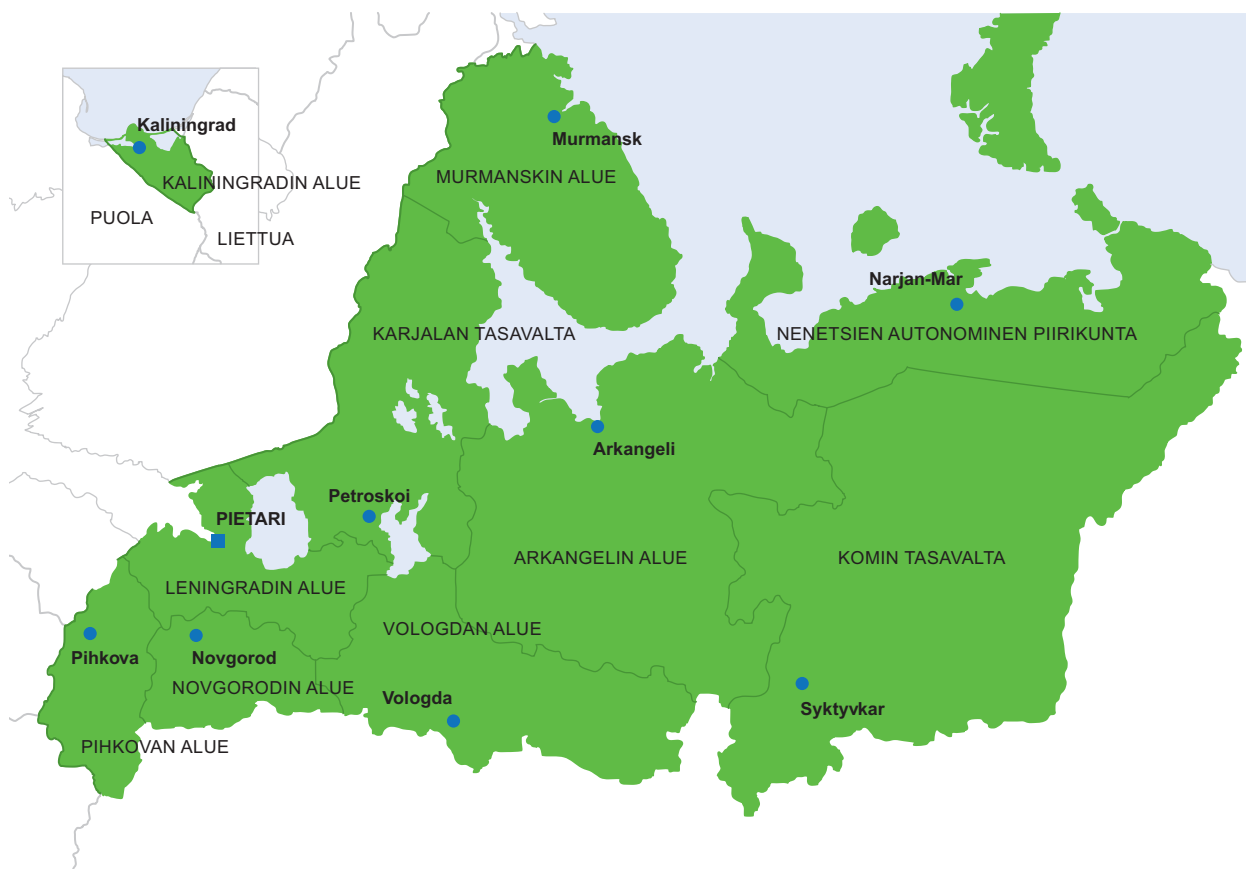 Kaliningrad
KALININGRADIN ALUE
PUOLA
LIETTUA
Murmansk
MURMANSKIN ALUE
Narjan-Mar
KARJALAN TASAVALTA
NENETSIEN AUTONOMINEN PIIRIKUNTA
Arkangeli
Petroskoi
PIETARI
ARKANGELIN ALUE
KOMIN TASAVALTA
LENINGRADIN ALUE
VOLOGDAN ALUE
Pihkova
Novgorod
NOVGORODIN ALUE
Vologda
Syktyvkar
PIHKOVAN ALUE